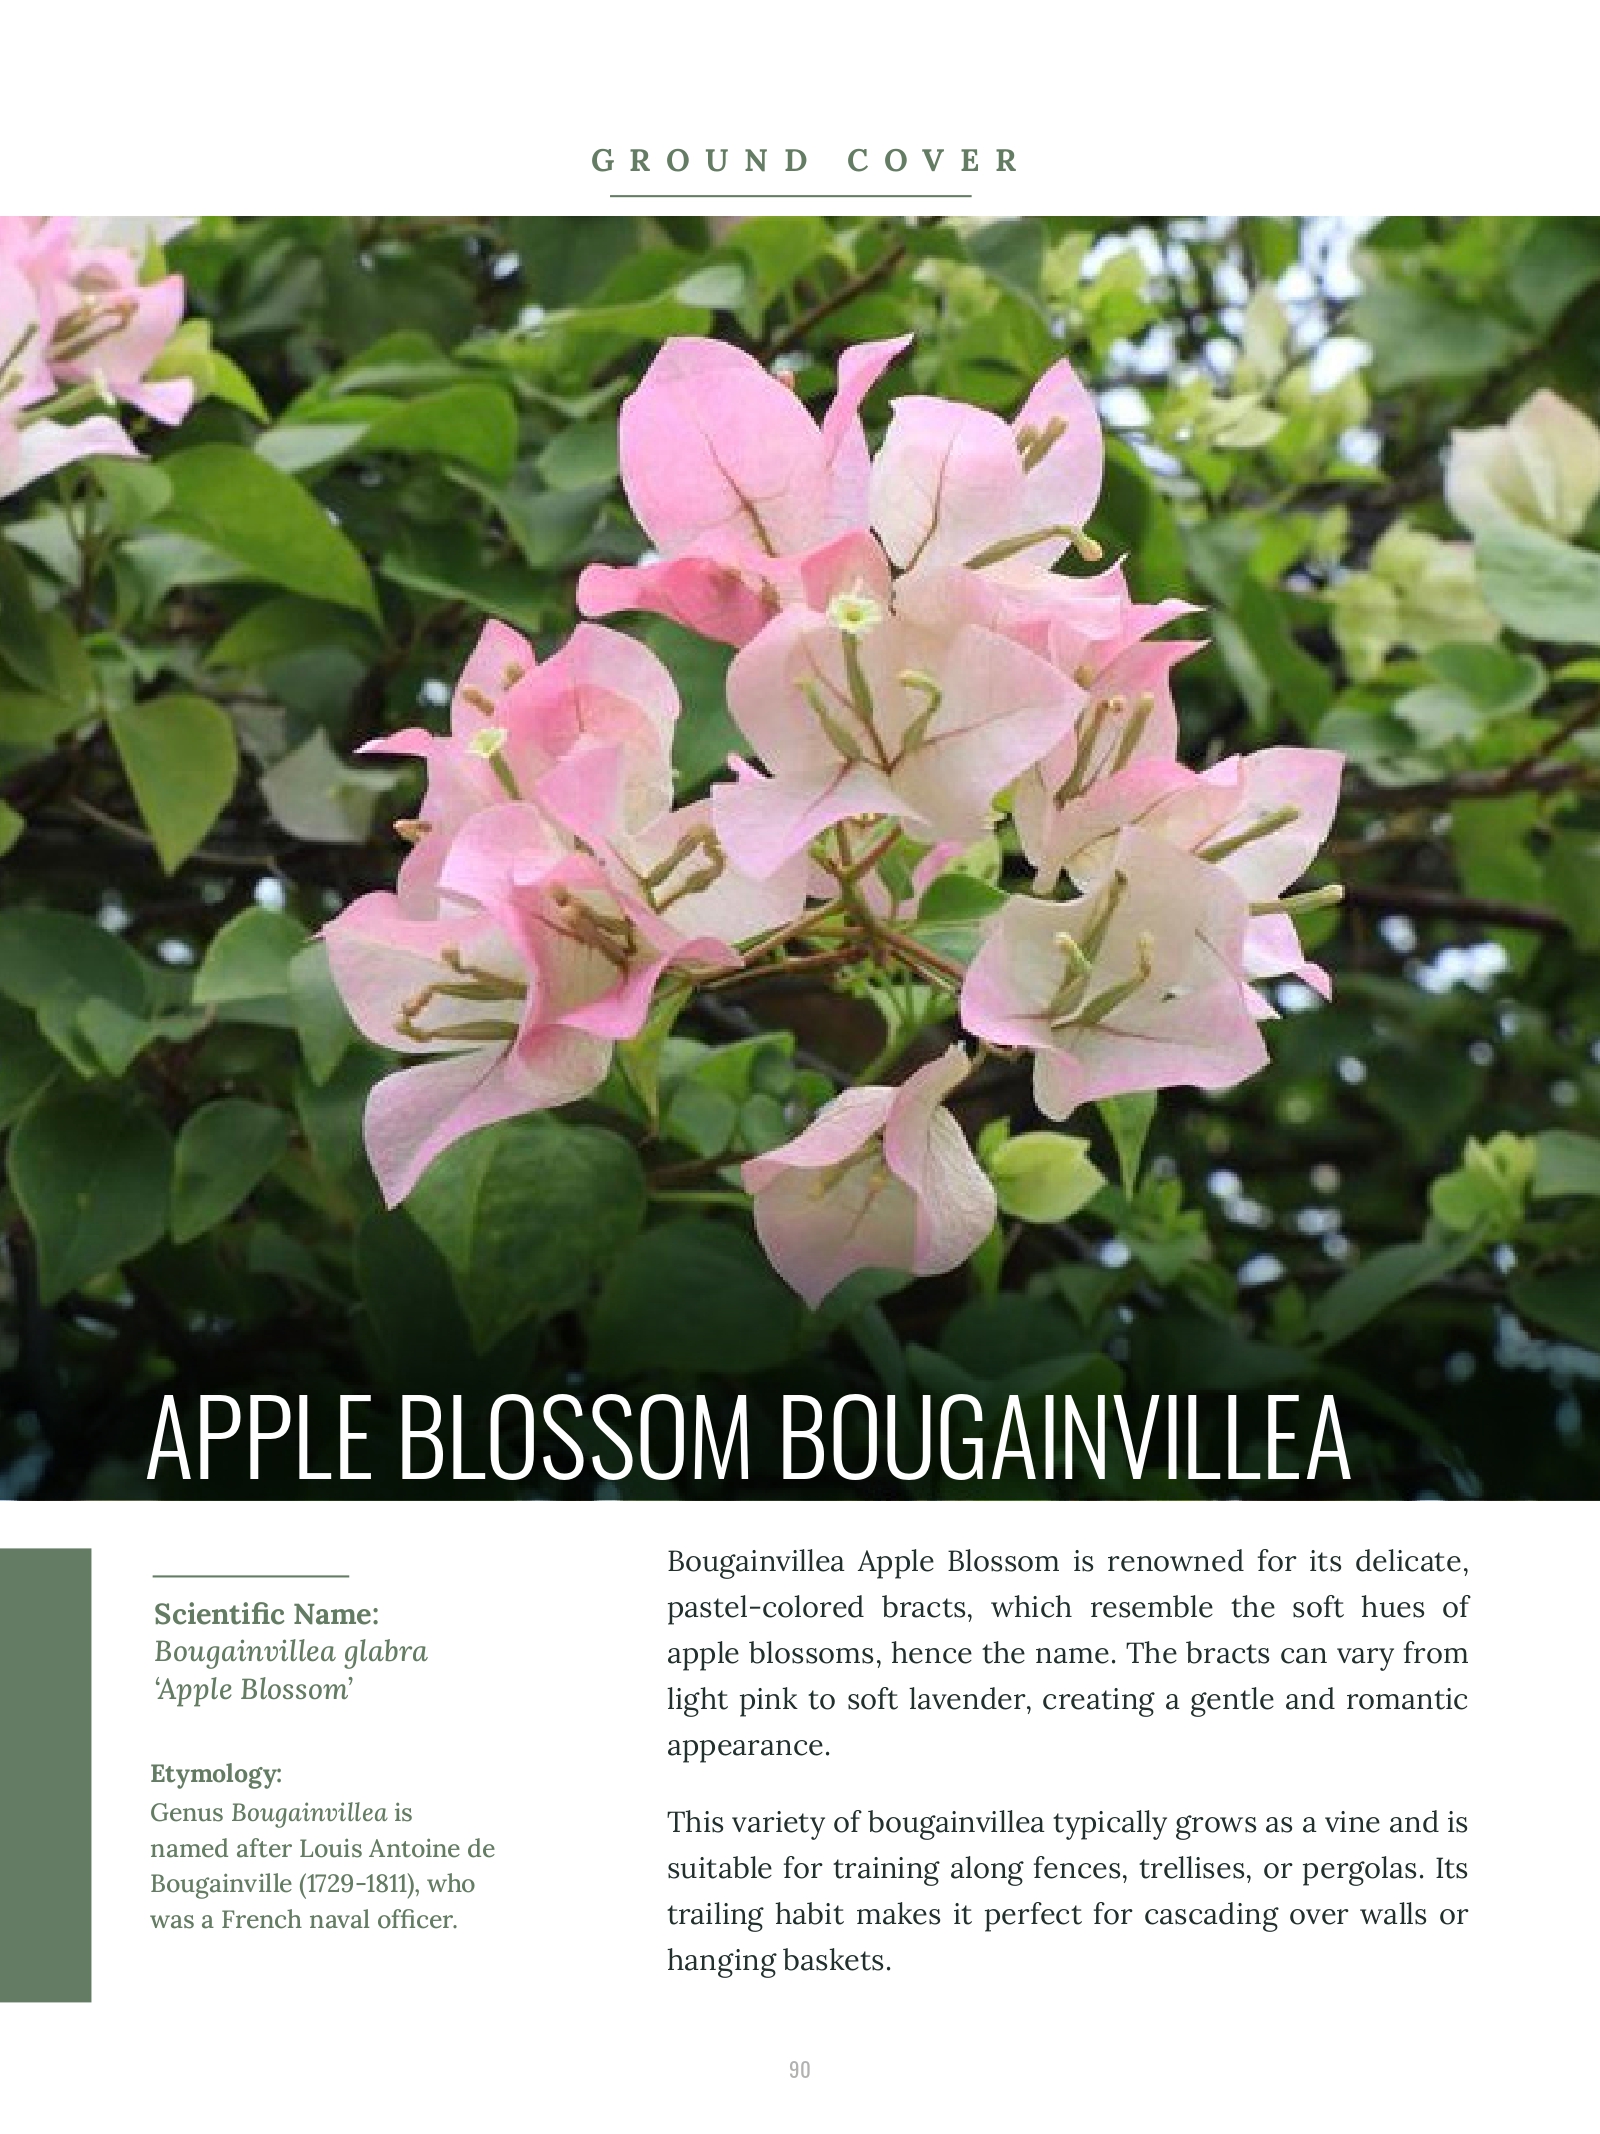 GROUND COVER
APPLE BLOSSOM BOUGAINVILLEA
Scientific Name:
Bougainvillea glabra
‘Apple Blossom’
Etymology:
Genus Bougainvillea is
named after Louis Antoine de
Bougainville (1729-1811), who
was a French naval officer.
Bougainvillea Apple Blossom is renowned for its delicate,
pastel-colored bracts, which resemble the soft hues of
apple blossoms, hence the name. The bracts can vary from
light pink to soft lavender, creating a gentle and romantic
appearance.
This variety of bougainvillea typically grows as a vine and is
suitable for training along fences, trellises, or pergolas. Its
trailing habit makes it perfect for cascading over walls or
hanging baskets.
90